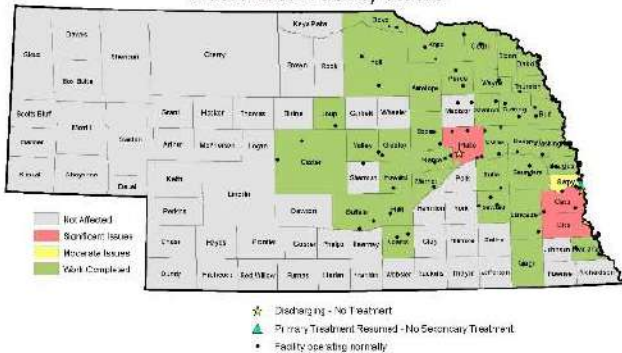 Keya Paha
Boyd
Sioux
Dawes
Sheridan
Cherry
Brown
Rock
Holt
Knox
Cedar
Dixon
Dakota
Box Butte
Antelope
Pierce
Wayne
Thurston
Scotts Bluff
Grant
Hooker
Thomas
Blaine
Loup
Garfield
Wheeler
Madison
Stanton
Cuming
Burt
Banner
Morrill
Garden
Arthur
McPherson
Logan
Custer
Valley
Greeley
Boone
Platte
Nance
Washington
Kimball
Cheyenne
Deuel
Keith
Lincoln
Sherman
Howard
Merrick
Polk
Butler
Saunders
Douglas
Sarpy
Perkins
Dawson
Buffalo
Hall
Hamilton
York
Lancaster
Cass
Otoe
Chase
Hayes
Frontier
Gosper
Phelps
Kearney
Adams
Clay
Fillmore
Saline
Gage
Johnson
Dundy
Hitchcock
Red Willow
Furnas
Harlan
Franklin
Webster
Nuckolls
Thayer
Jefferson
Pawnee
Richardson
Not Affected
Significant Issues
Moderate Issues
Work Completed
Discharging - No Treatment
Primary Treatment Resumed - No Secondary Treatment
Facility operating normally